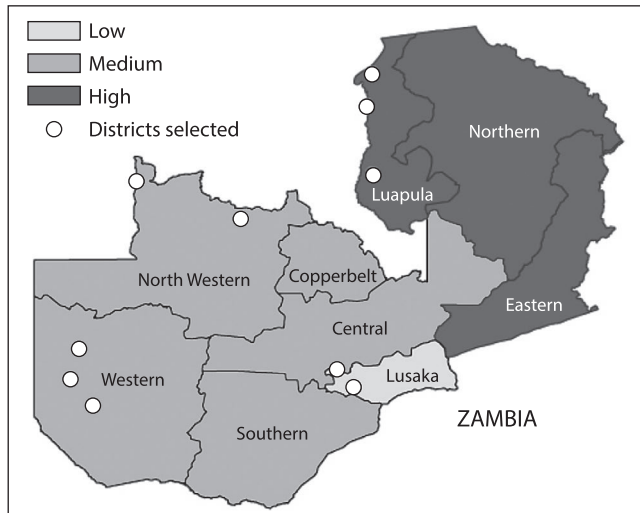 Low
Medium
High
Districts selected
Northern
Luapula
North Western
Copperbelt
Eastern
Central
Western
Lusaka
Southern
ZAMBIA